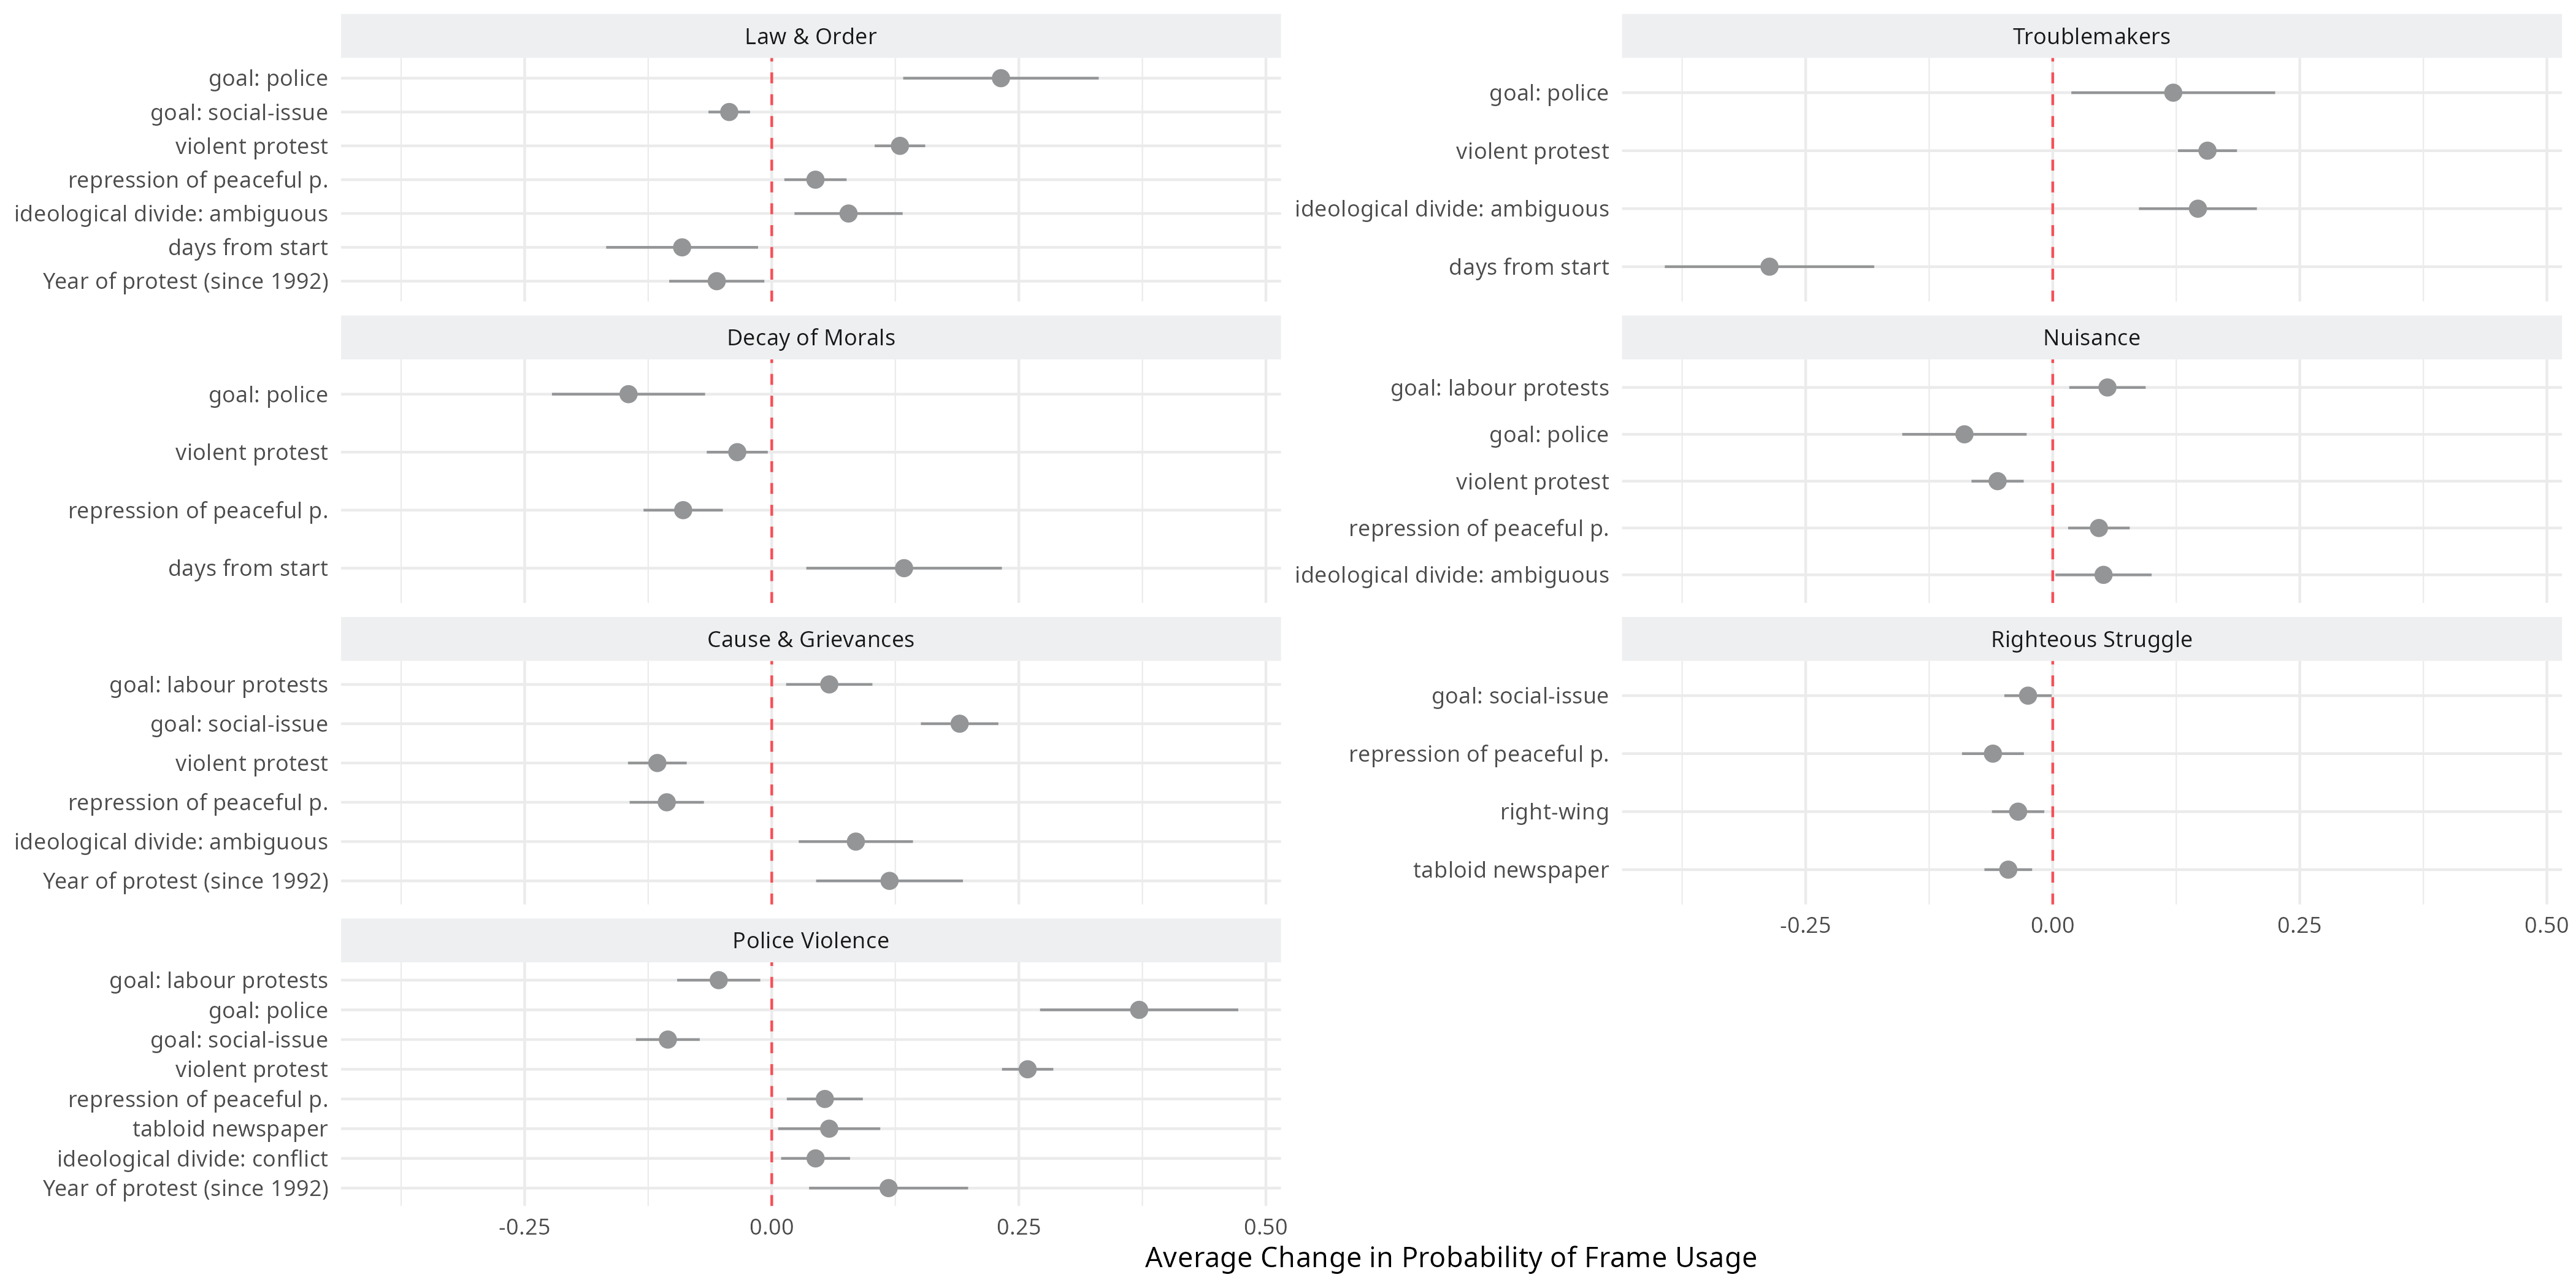 Law & Order
goal: police
goal: social-issue
violent protest
repression of peaceful p.
ideological divide: ambiguous
days from start
Year of protest (since 1992)
Troublemakers
goal: police
violent protest
ideological divide: ambiguous
days from start
Decay of Morals
goal: police
violent protest
repression of peaceful p.
days from start
Nuisance
goal: labour protests
goal: police
violent protest
repression of peaceful p.
ideological divide: ambiguous
Cause & Grievances
goal: labour protests
goal: social-issue
violent protest
repression of peaceful p.
ideological divide: ambiguous
Year of protest (since 1992)
Righteous Struggle
goal: social-issue
repression of peaceful p.
right-wing
tabloid newspaper
-0.25 0.00 0.25 0.50
Police Violence
goal: labour protests
goal: police
goal: social-issue
violent protest
repression of peaceful p.
tabloid newspaper
ideological divide: conflict
Year of protest (since 1992)
-0.25 0.00 0.25 0.50
Average Change in Probability of Frame Usage